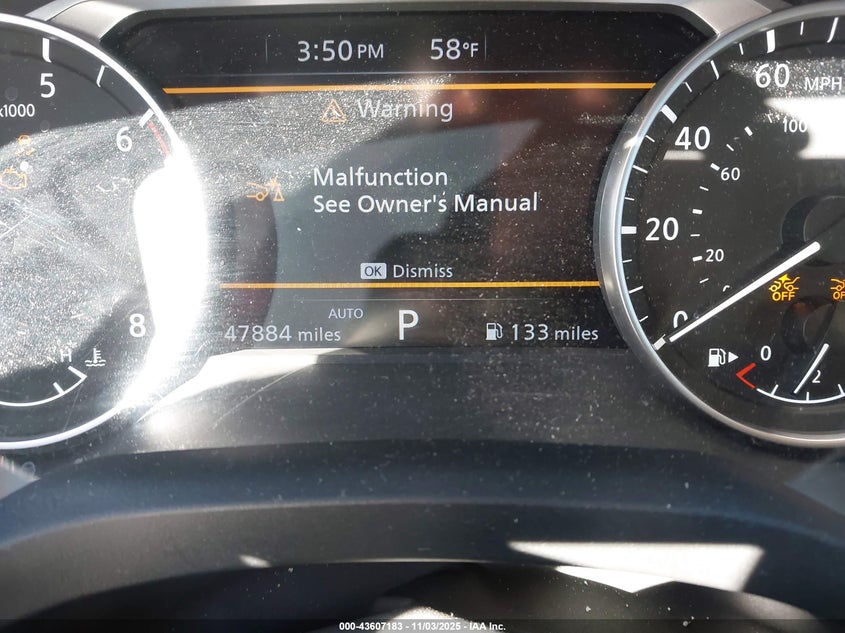 3:50 PM 58°F
Warning
Malfunction
See Owner's Manual
OK Dismiss
AUTO
47884 miles P 133 miles
5
x1000
6
8
H
60 MPH
100
40
60
20
20
0
OFF
OFF
0
1/2
000-43607183 - 11/03/2025 - IAA Inc.